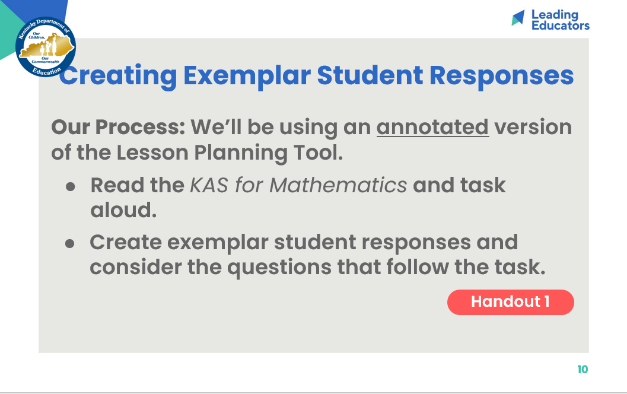 Kentucky Department of
Our
Children,
Our
Commonwealth
Education
Leading
Educators
Creating Exemplar Student Responses
Our Process: We’ll be using an annotated version
of the Lesson Planning Tool.
● Read the KAS for Mathematics and task
aloud.
● Create exemplar student responses and
consider the questions that follow the task.
Handout 1
10